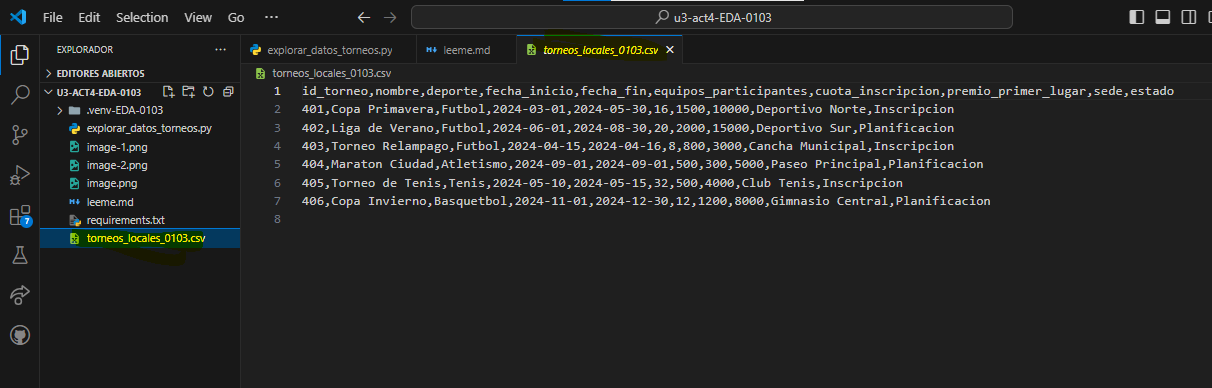 File Edit Selection View Go ··· u3-act4-EDA-0103
EXPLORADOR ···
explorar_datos_torneos.py leeme.md torneos_locales_0103.csv
EDITORES ABIERTOS
torneos_locales_0103.csv
U3-ACT4-EDA-0103
.venv-EDA-0103
explorar_datos_torneos.py
image-1.png
image-2.png
image.png
leeme.md
requirements.txt
torneos_locales_0103.csv
7
1 id_torneo,nombre,deporte,fecha_inicio,fecha_fin,equipos_participantes,cuota_inscripcion,premio_primer_lugar,sede,estado
2 401,Copa Primavera,Futbol,2024-03-01,2024-05-30,16,1500,10000,Deportivo Norte,Inscripcion
3 402,Liga de Verano,Futbol,2024-06-01,2024-08-30,20,2000,15000,Deportivo Sur,Planificacion
4 403,Torneo Relampago,Futbol,2024-04-15,2024-04-16,8,800,3000,Cancha Municipal,Inscripcion
5 404,Maraton Ciudad,Atletismo,2024-09-01,2024-09-01,500,300,5000,Paseo Principal,Planificacion
6 405,Torneo de Tenis,Tenis,2024-05-10,2024-05-15,32,500,4000,Club Tenis,Inscripcion
7 406,Copa Invierno,Basquetbol,2024-11-01,2024-12-30,12,1200,8000,Gimnasio Central,Planificacion
8